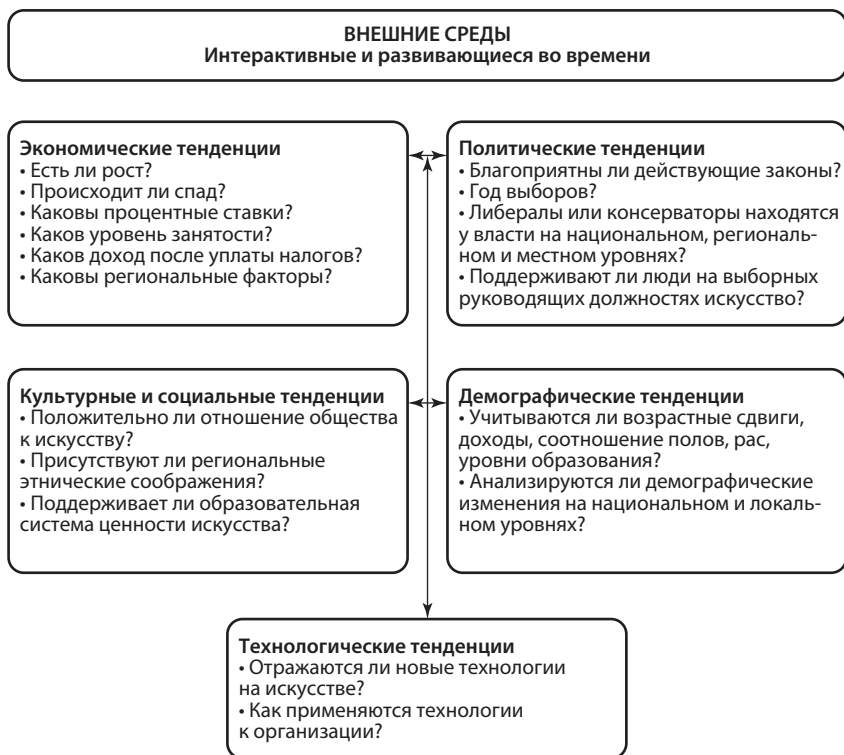 ВНЕШНИЕ СРЕДЫ
Интерактивные и развивающиеся во времени
Экономические тенденции
• Есть ли рост?
• Происходит ли спад?
• Каковы процентные ставки?
• Каков уровень занятости?
• Каков доход после уплаты налогов?
• Каковы региональные факторы?
Политические тенденции
• Благоприятны ли действующие законы?
• Год выборов?
• Либералы или консерваторы находятся
у власти на национальном, региональ-
ном и местном уровнях?
• Поддерживают ли люди на выборных
руководящих должностях искусство?
Культурные и социальные тенденции
• Положительно ли отношение общества
к искусству?
• Присутствуют ли региональные
этнические соображения?
• Поддерживает ли образовательная
система ценности искусства?
Демографические тенденции
• Учитываются ли возрастные сдвиги,
доходы, соотношение полов, рас,
уровни образования?
• Анализируются ли демографические
изменения на национальном и локаль-
ном уровнях?
Технологические тенденции
• Отражаются ли новые технологии
на искусстве?
• Как применяются технологии
к организации?